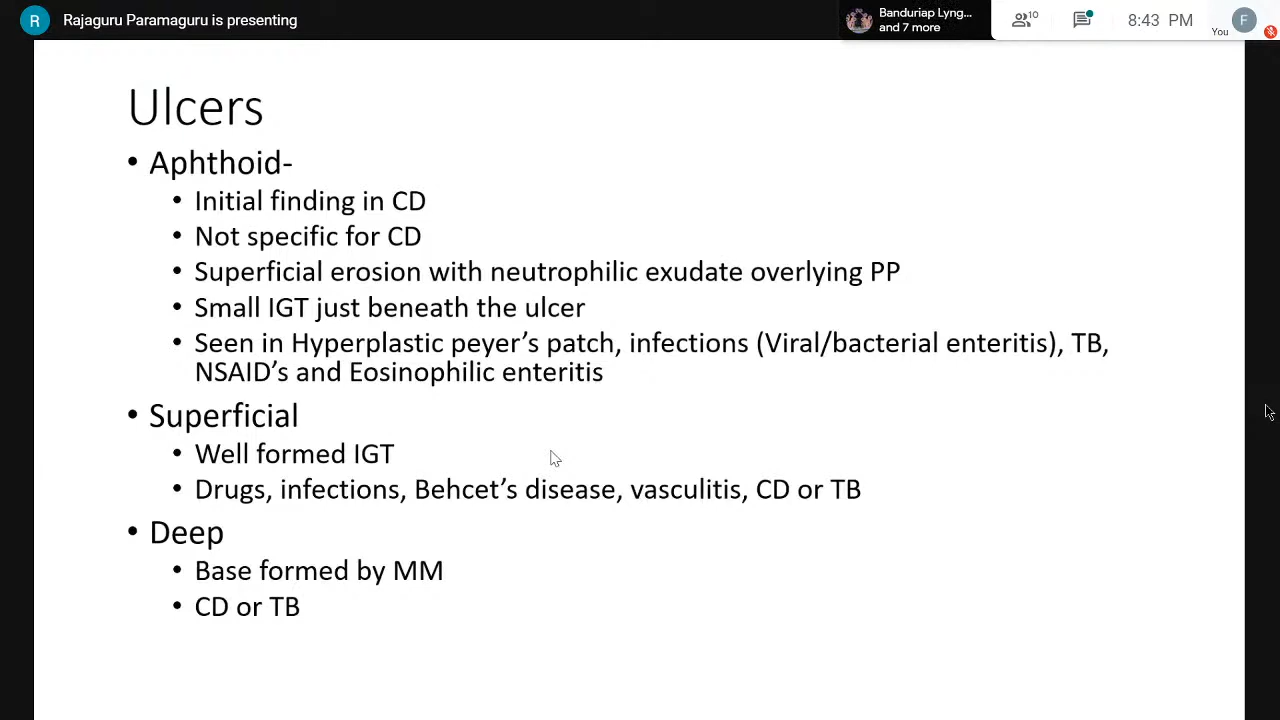 R Rajaguru Paramaguru is presenting
Banduriap Lyng...
and 7 more
10
8:43 PM
You
F
Ulcers
• Aphthoid-
• Initial finding in CD
• Not specific for CD
• Superficial erosion with neutrophilic exudate overlying PP
• Small IGT just beneath the ulcer
• Seen in Hyperplastic peyer's patch, infections (Viral/bacterial enteritis), TB,
NSAID's and Eosinophilic enteritis
• Superficial
• Well formed IGT
• Drugs, infections, Behcet's disease, vasculitis, CD or TB
• Deep
• Base formed by MM
• CD or TB